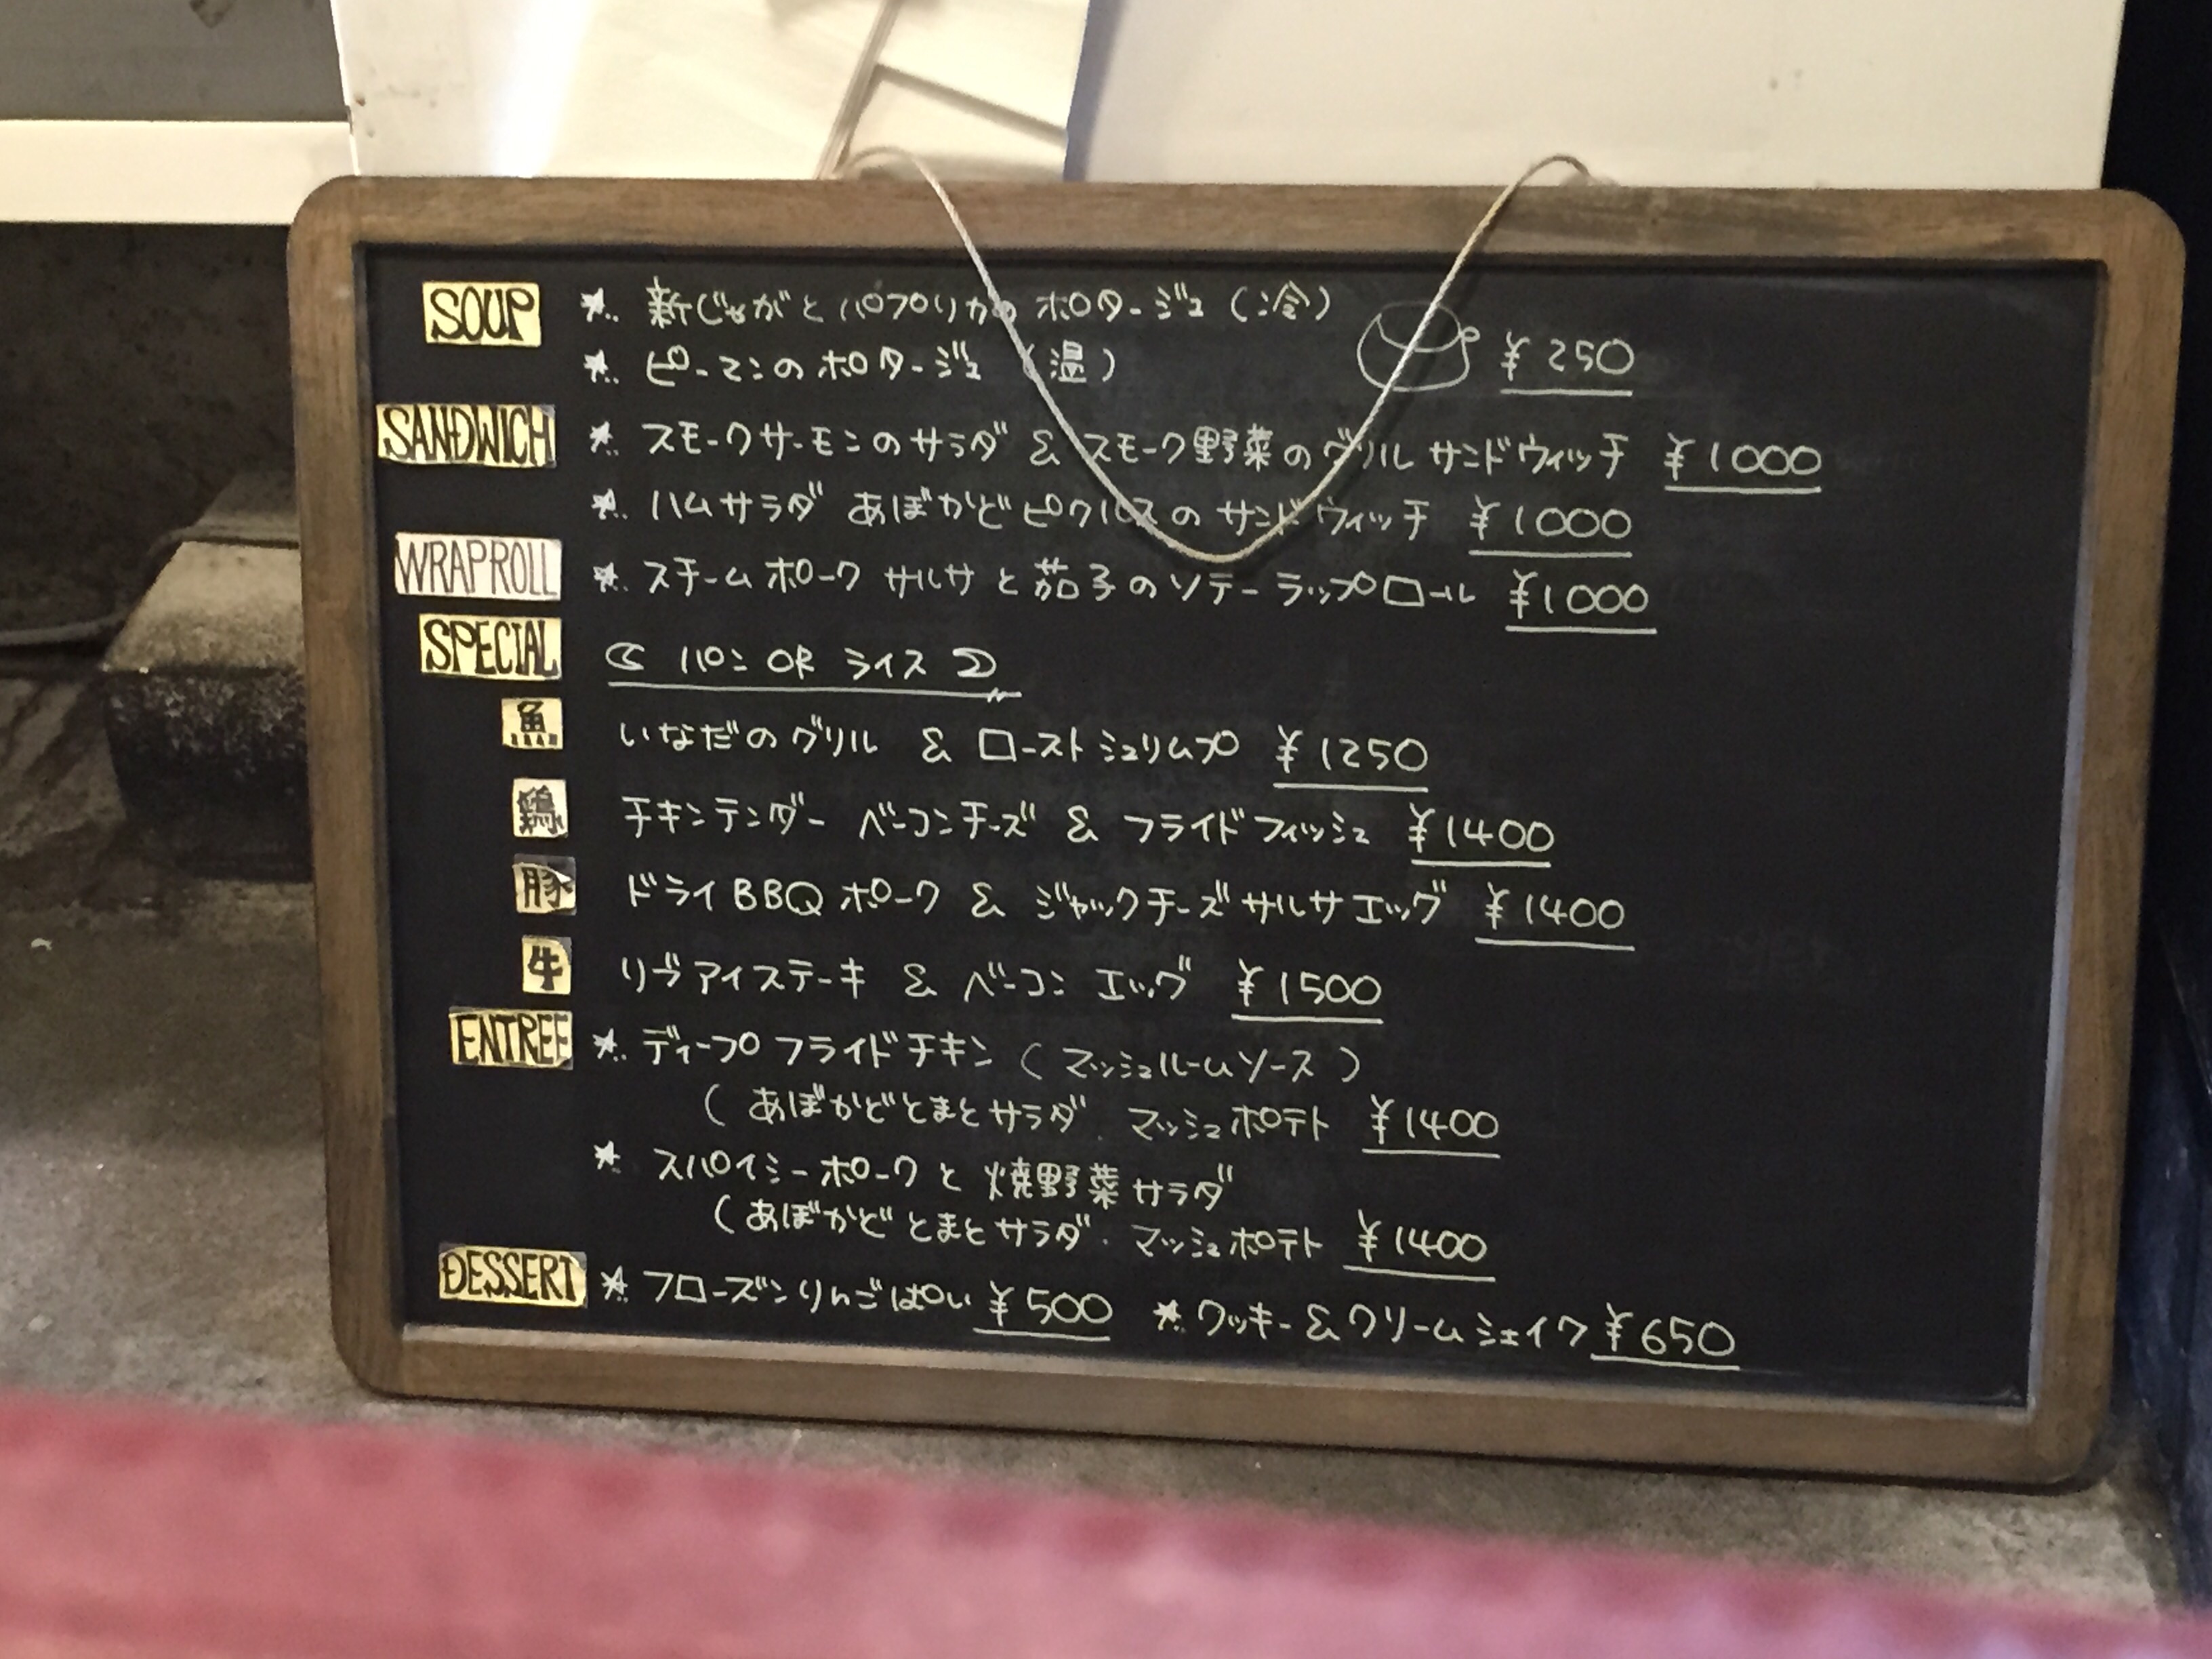 SOUP ★ 新じゃがとパプリカのポタージュ (冷)
★ ピーマンのポタージュ (温) ¥250
SANDWICH ★ スモークサーモンのサラダ & スモーク野菜のグリルサンドウィッチ ¥1000
★ ハムサラダ あぼかどピクルスのサンドウィッチ ¥1000
WRAPROLL ★ スチームポーク サルサと茄子のソテーラップロール ¥1000
SPECIAL パン OR ライス
魚 いなだのグリル & ローストシュリムプ ¥1250
鶏 チキンテンダー ベーコンチーズ & フライドフィッシュ ¥1400
豚 ドライBBQポーク & ジャックチーズサルサエッグ ¥1400
牛 リブアイステーキ & ベーコン エッグ ¥1500
ENTREE ★ ディープフライドチキン (マッシュルームソース)
(あぼかどとまとサラダ. マッシュポテト ¥1400
★ スパイシーポークと焼野菜サラダ
(あぼかどとまとサラダ. マッシュポテト ¥1400
DESSERT ★ フローズンりんごぱい ¥500 ★ クッキー&クリームシェイク ¥650